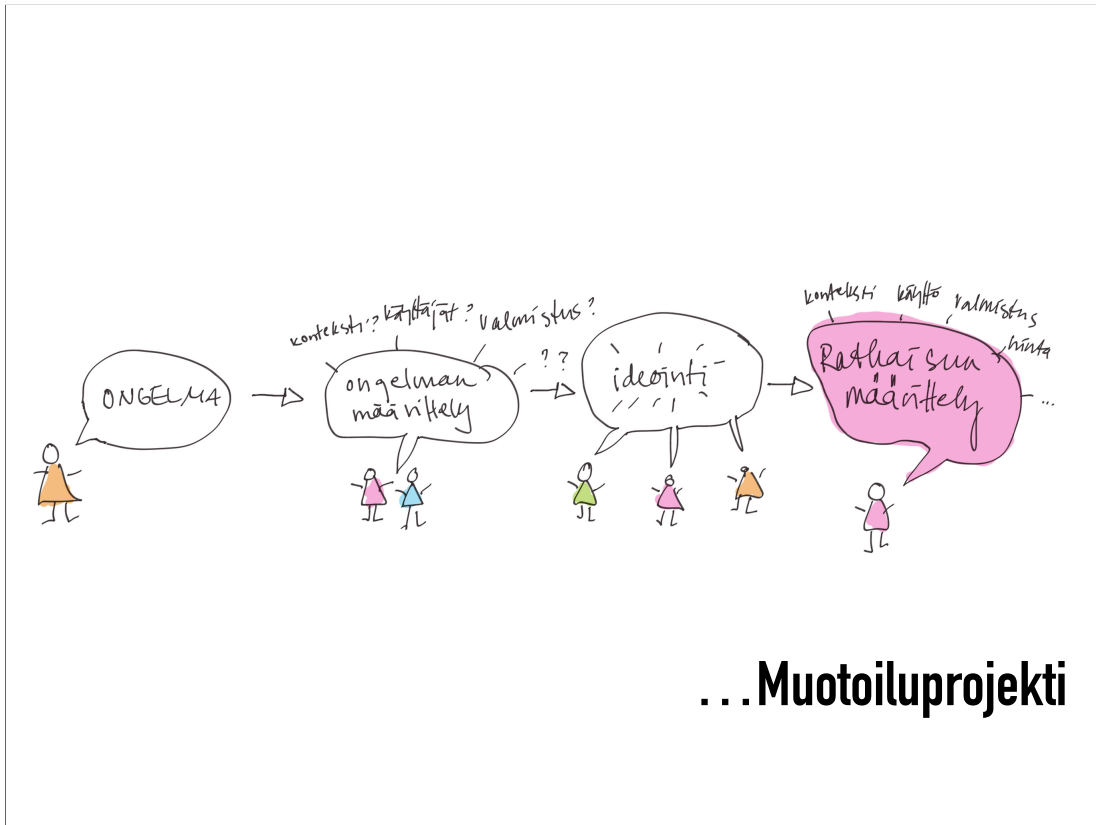 ONGELMA
konteksti? käyttäjät? valmistus?
? ?
ongelman
määrittely
ideointi
konteksti käyttö valmistus
hinta
...
Ratkaisun
määrittely
...Muotoiluprojekti